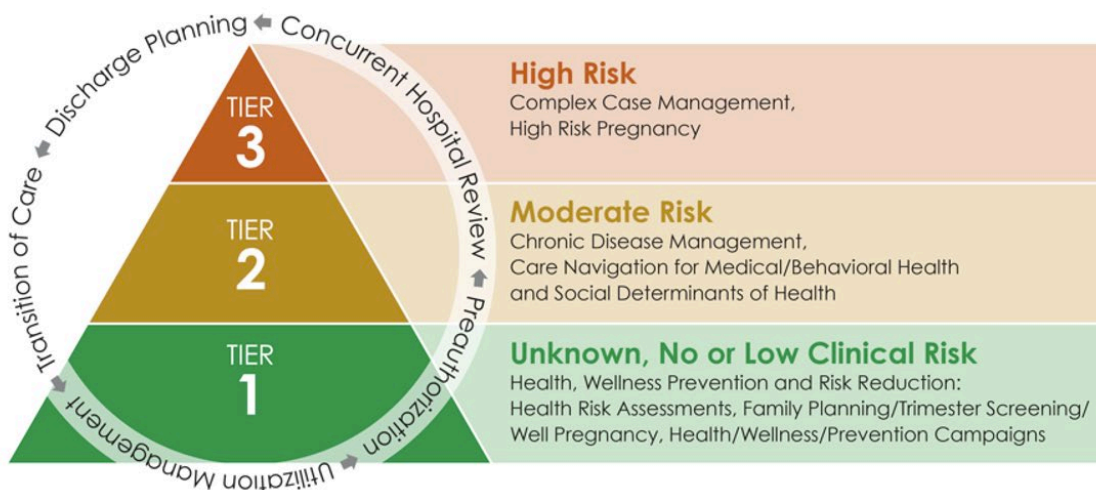 Concurrent Hospital Review
Discharge Planning
Transition of Care
Utilization Management
Preauthorization
TIER
3
High Risk
Complex Case Management,
High Risk Pregnancy
TIER
2
Moderate Risk
Chronic Disease Management,
Care Navigation for Medical/Behavioral Health
and Social Determinants of Health
TIER
1
Unknown, No or Low Clinical Risk
Health, Wellness Prevention and Risk Reduction:
Health Risk Assessments, Family Planning/Trimester Screening/
Well Pregnancy, Health/Wellness/Prevention Campaigns